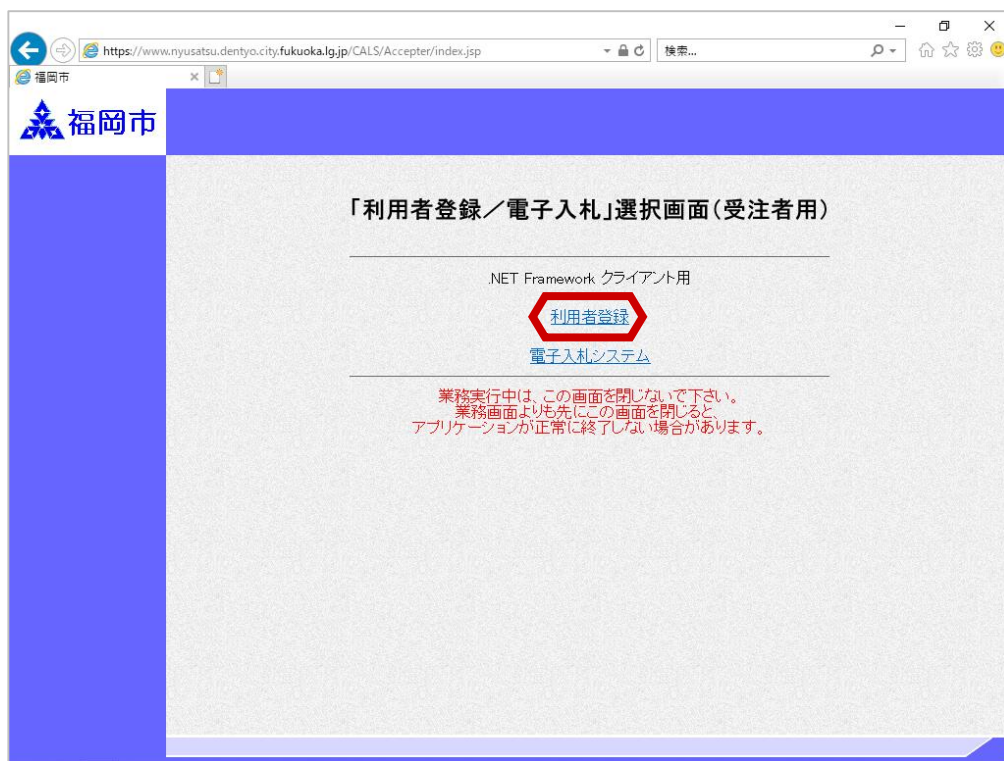 https://www.nyusatsu.dentyo.city.fukuoka.lg.jp/CALS/Accepter/index.jsp
検索...
福岡市
福岡市
「利用者登録／電子入札」選択画面（受注者用）
.NET Framework クライアント用
利用者登録
電子入札システム
業務実行中は、この画面を閉じないで下さい。
業務画面よりも先にこの画面を閉じると、
アプリケーションが正常に終了しない場合があります。